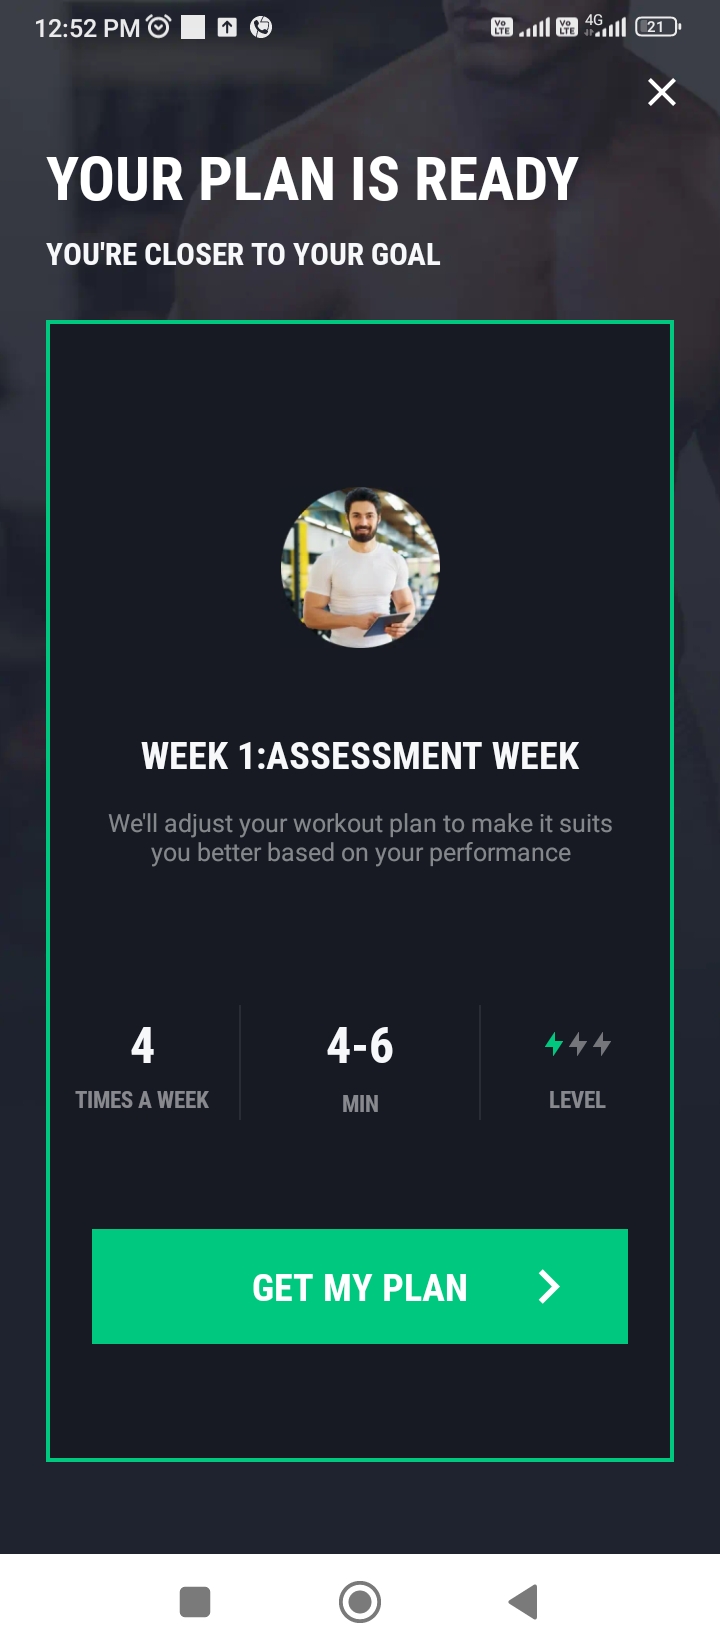 12:52 PM
Vo LTE
Vo LTE
4G
21
YOUR PLAN IS READY
YOU'RE CLOSER TO YOUR GOAL
WEEK 1:ASSESSMENT WEEK
We'll adjust your workout plan to make it suits
you better based on your performance
4
TIMES A WEEK
4-6
MIN
LEVEL
GET MY PLAN